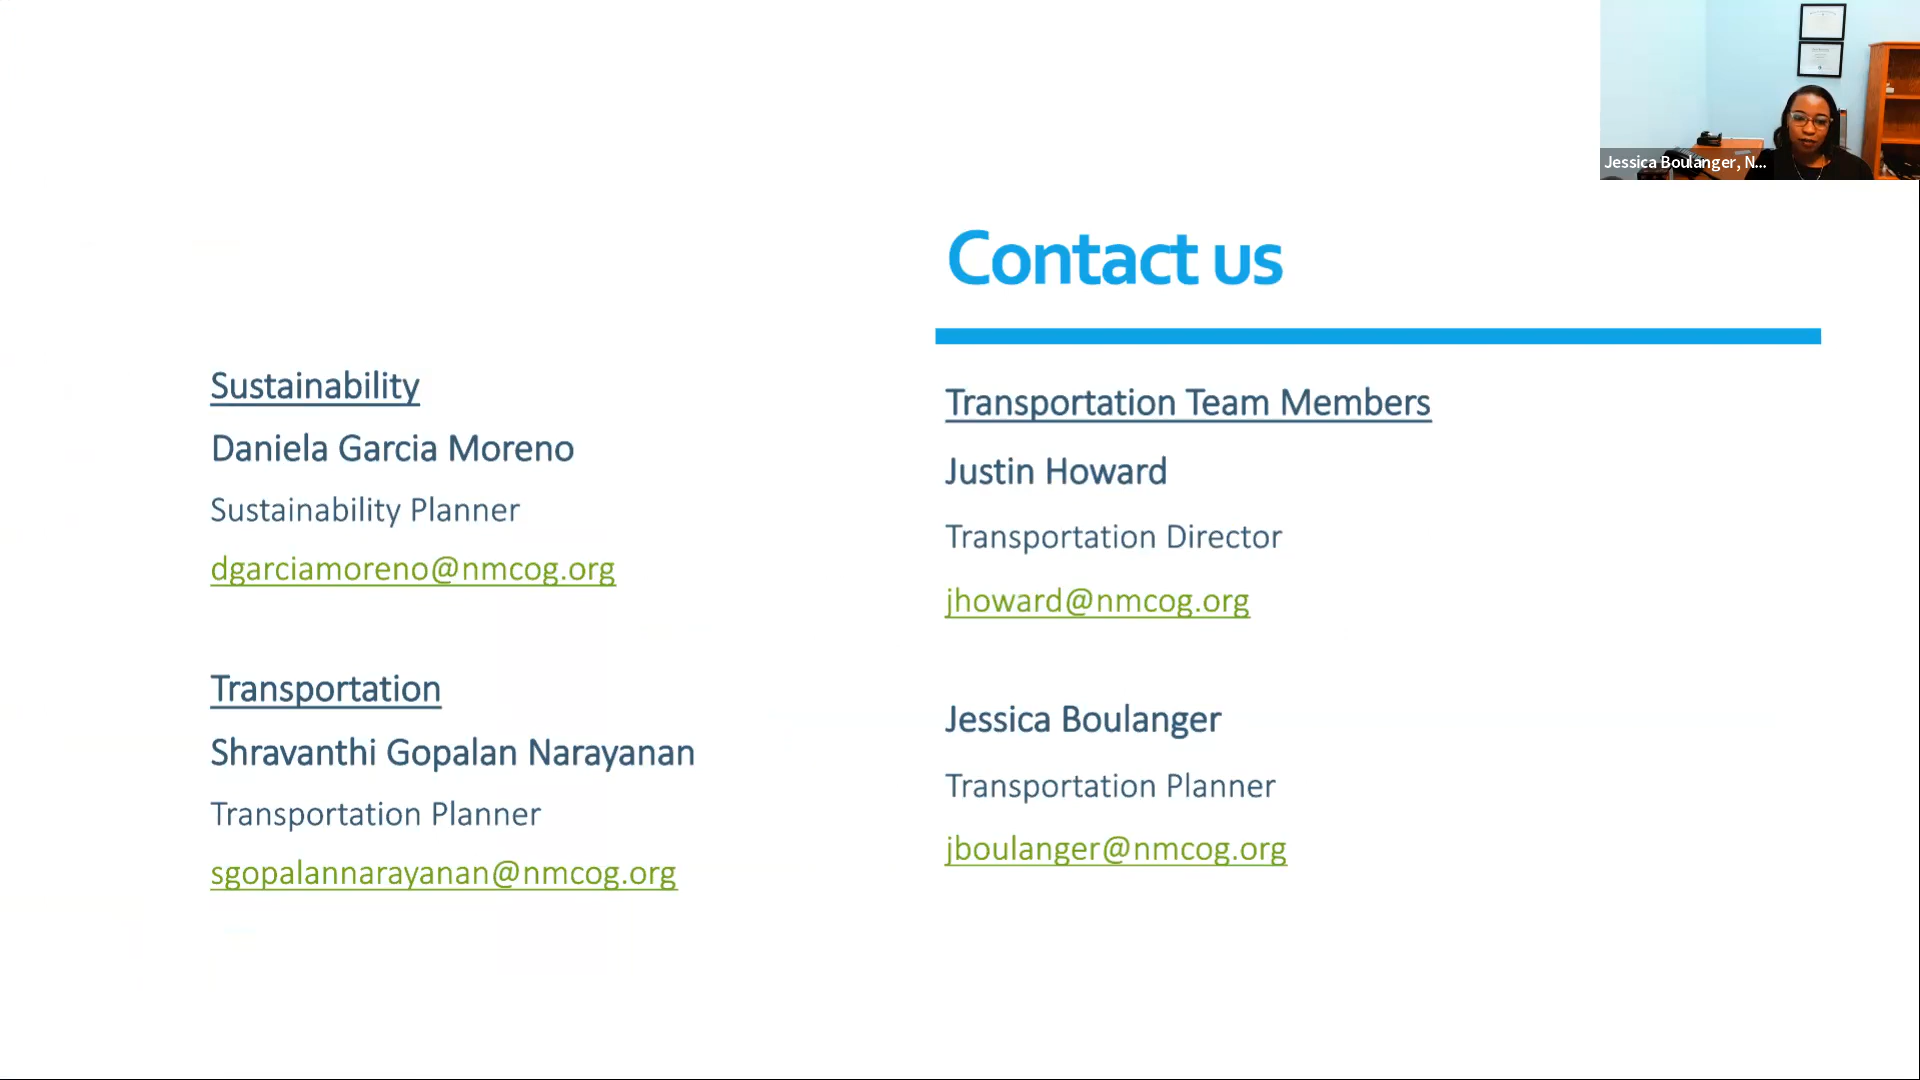 Jessica Boulanger, N...
Contact us
Sustainability
Daniela Garcia Moreno
Sustainability Planner
dgarciamoreno@nmcog.org
Transportation
Shravanthi Gopalan Narayanan
Transportation Planner
sgopalannarayanan@nmcog.org
Transportation Team Members
Justin Howard
Transportation Director
jhoward@nmcog.org
Jessica Boulanger
Transportation Planner
jboulanger@nmcog.org